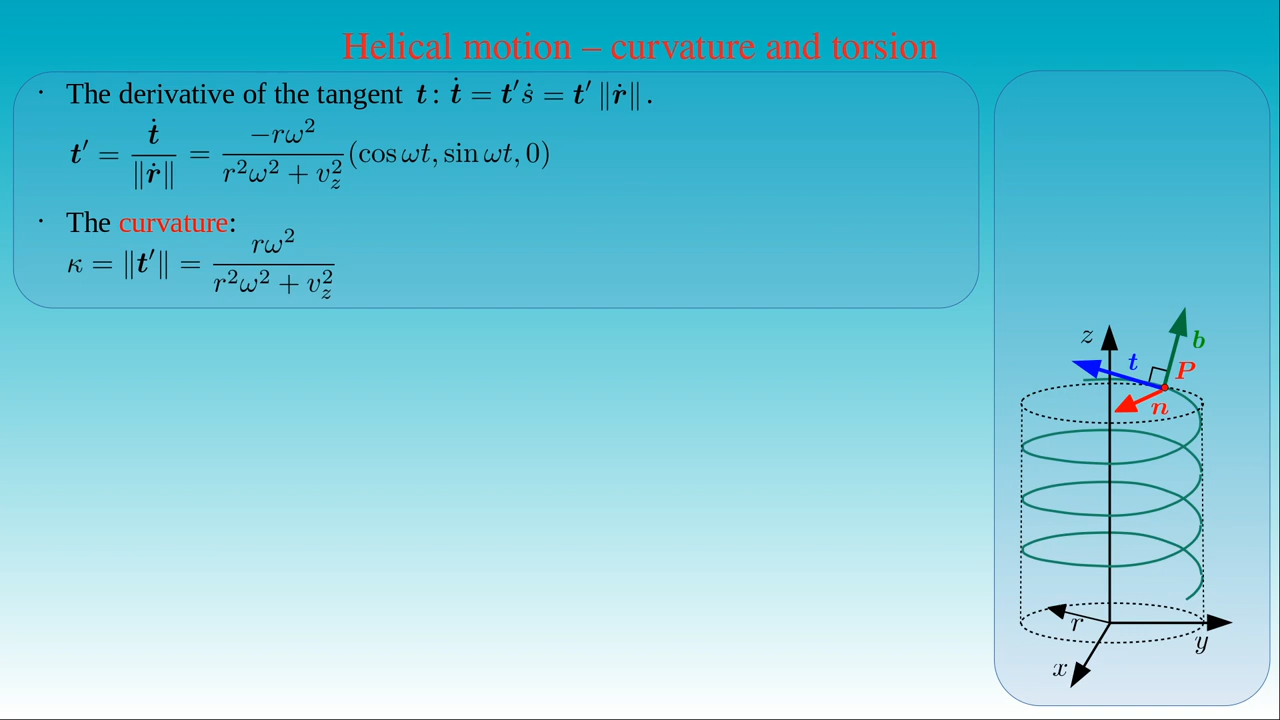 Helical motion – curvature and torsion
· The derivative of the tangent 𝒕 : 𝒕̇ = 𝒕′ṡ = 𝒕′ ‖𝒓̇‖ .
𝒕′ = 𝒕̇ / ‖𝒓̇‖ = −rω² / (r²ω² + v_z²) (cos ωt, sin ωt, 0)
· The curvature:
κ = ‖𝒕′‖ = rω² / (r²ω² + v_z²)
z
b
t
P
n
r
y
x